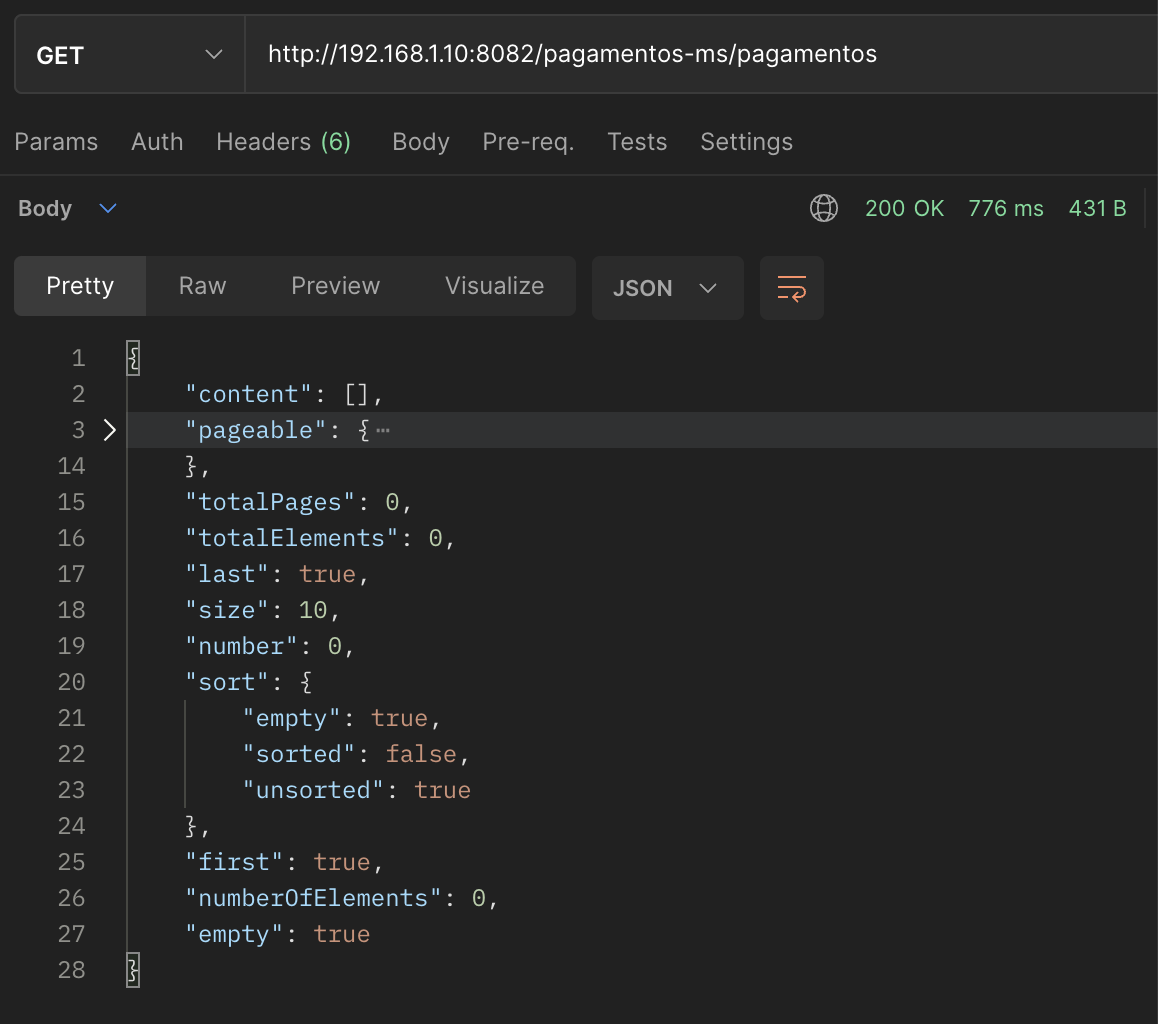 GET http://192.168.1.10:8082/pagamentos-ms/pagamentos
Params Auth Headers (6) Body Pre-req. Tests Settings
Body 200 OK 776 ms 431 B
Pretty Raw Preview Visualize JSON
1 {
2 "content": [],
3 "pageable": {⋯
14 },
15 "totalPages": 0,
16 "totalElements": 0,
17 "last": true,
18 "size": 10,
19 "number": 0,
20 "sort": {
21 "empty": true,
22 "sorted": false,
23 "unsorted": true
24 },
25 "first": true,
26 "numberOfElements": 0,
27 "empty": true
28 }